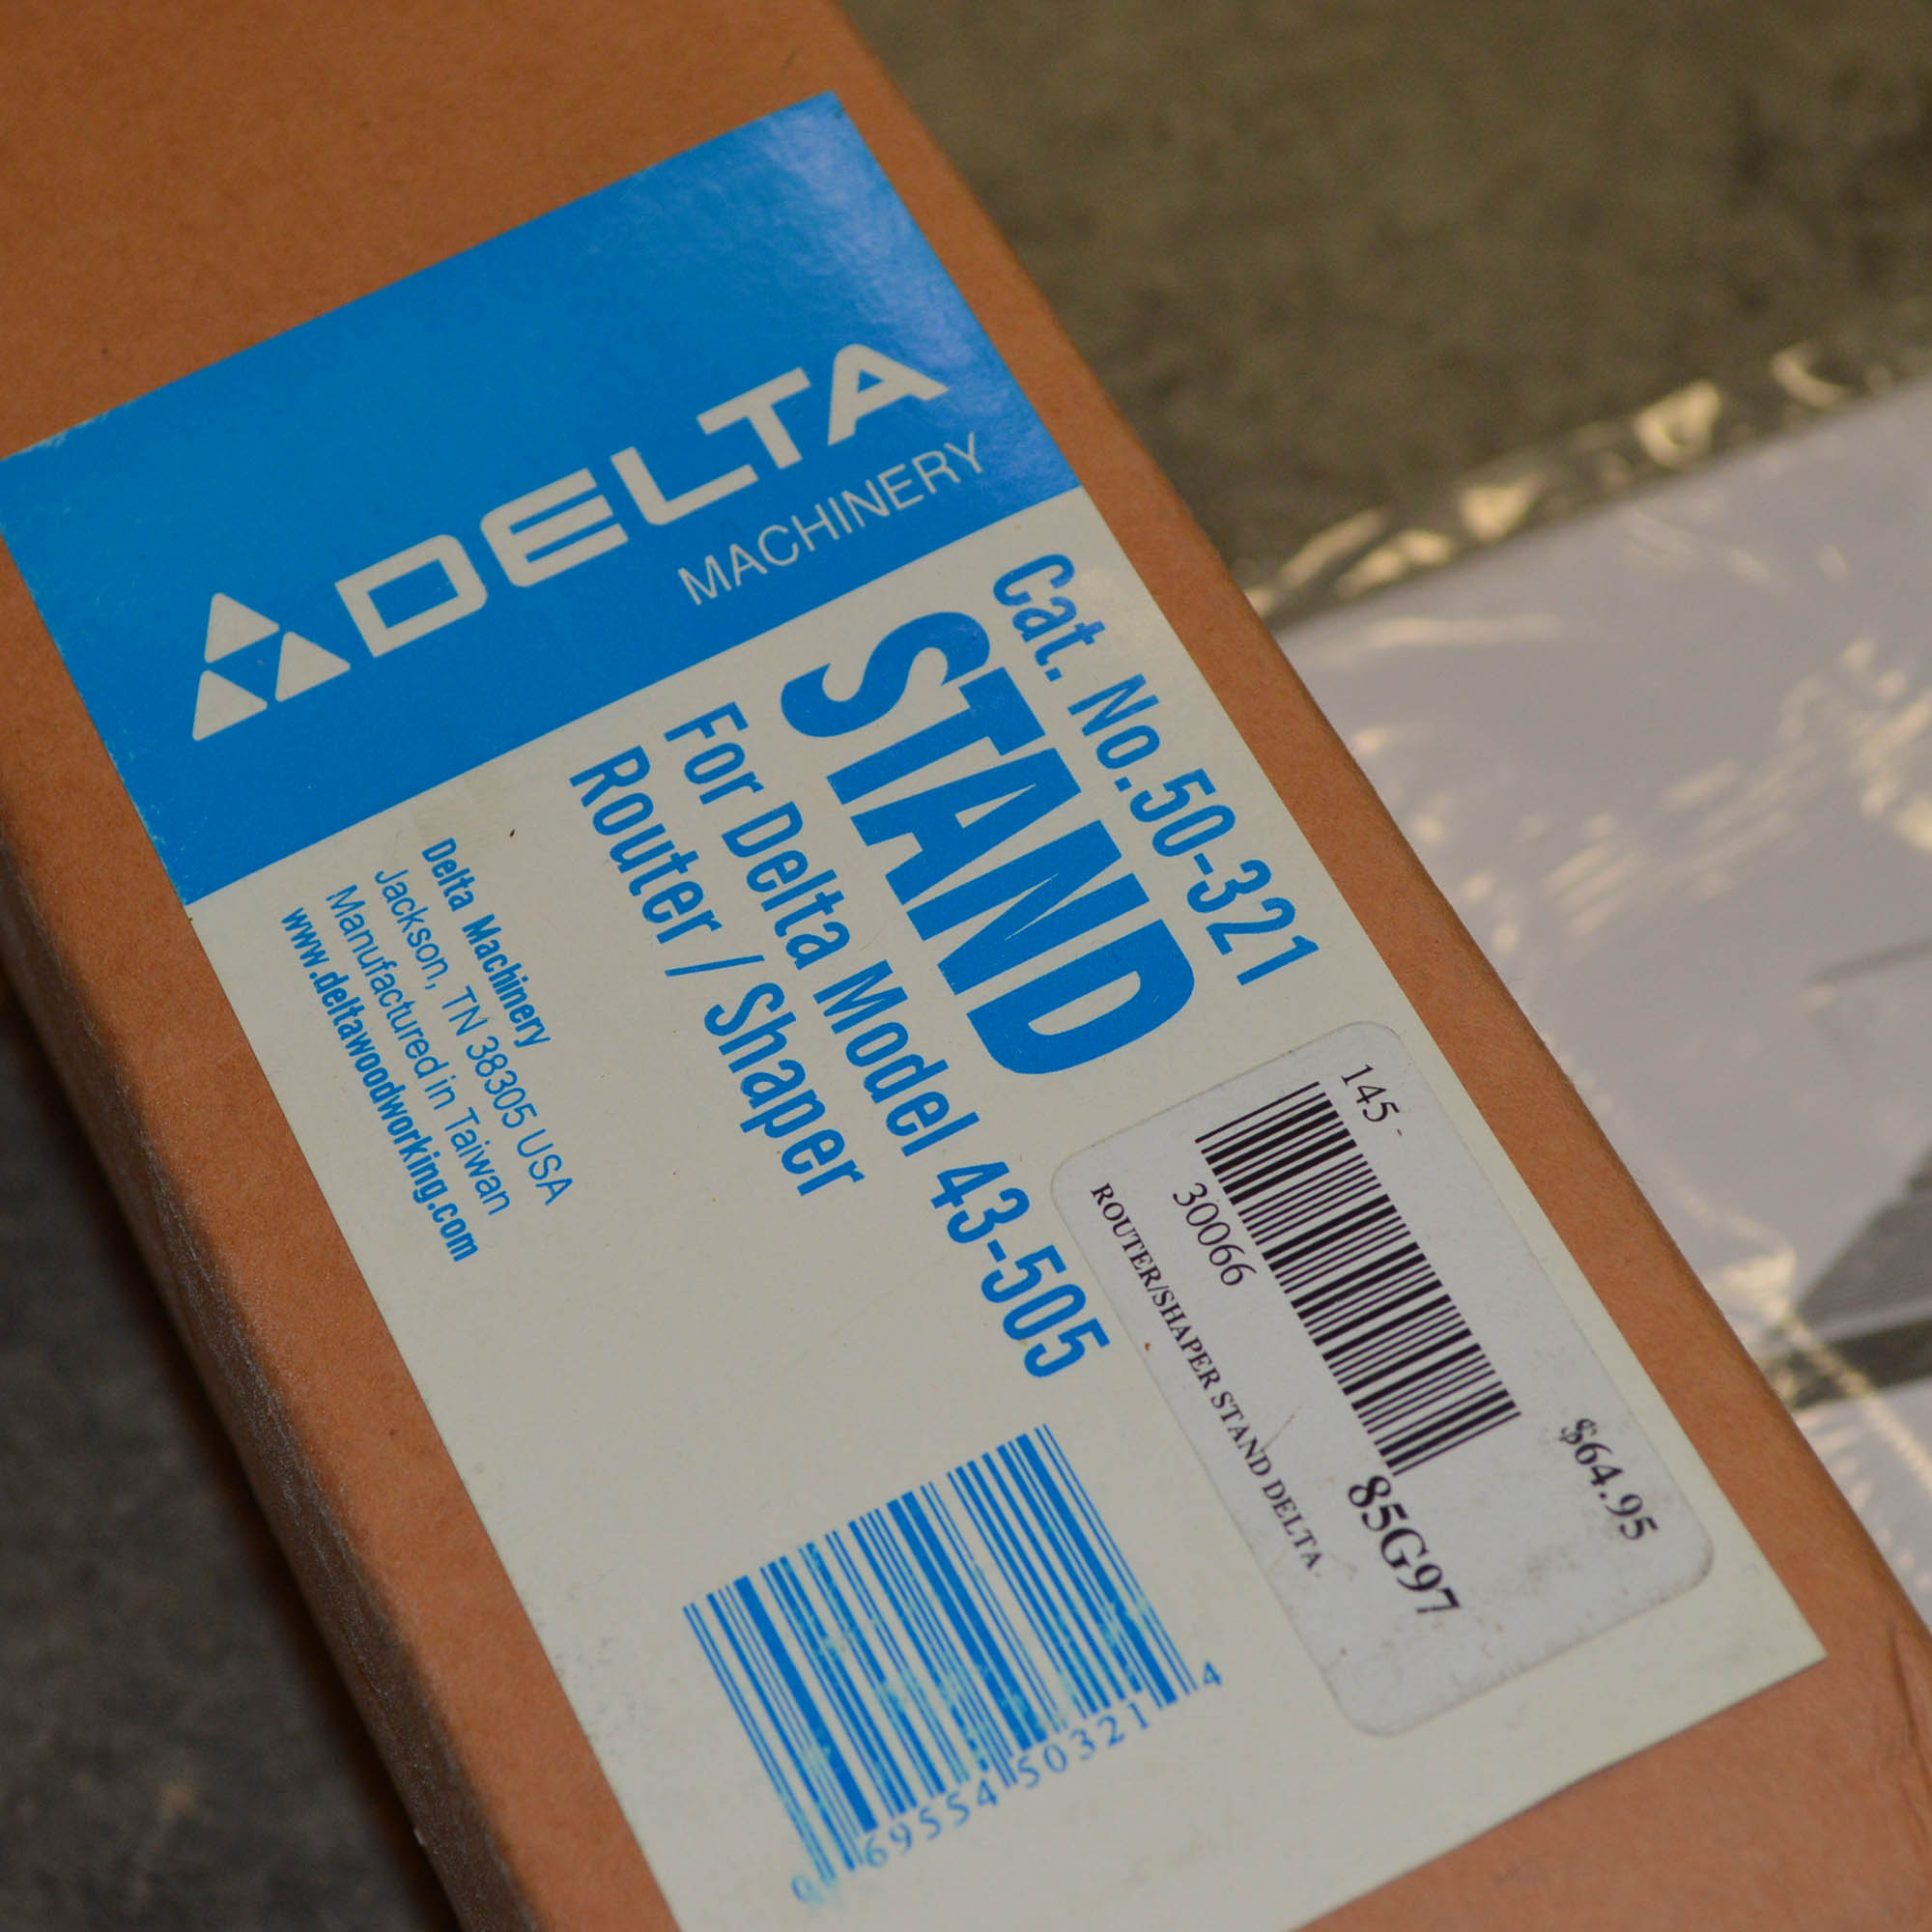 DELTA
MACHINERY
Cat. No. 50-321
STAND
For Delta Model 43-505
Router / Shaper
Delta Machinery
Jackson, TN 38305 USA
Manufactured in Taiwan
www.deltawoodworking.com
145
$64.95
85G97
30066
ROUTER/SHAPER STAND DELTA
69554 50321 4